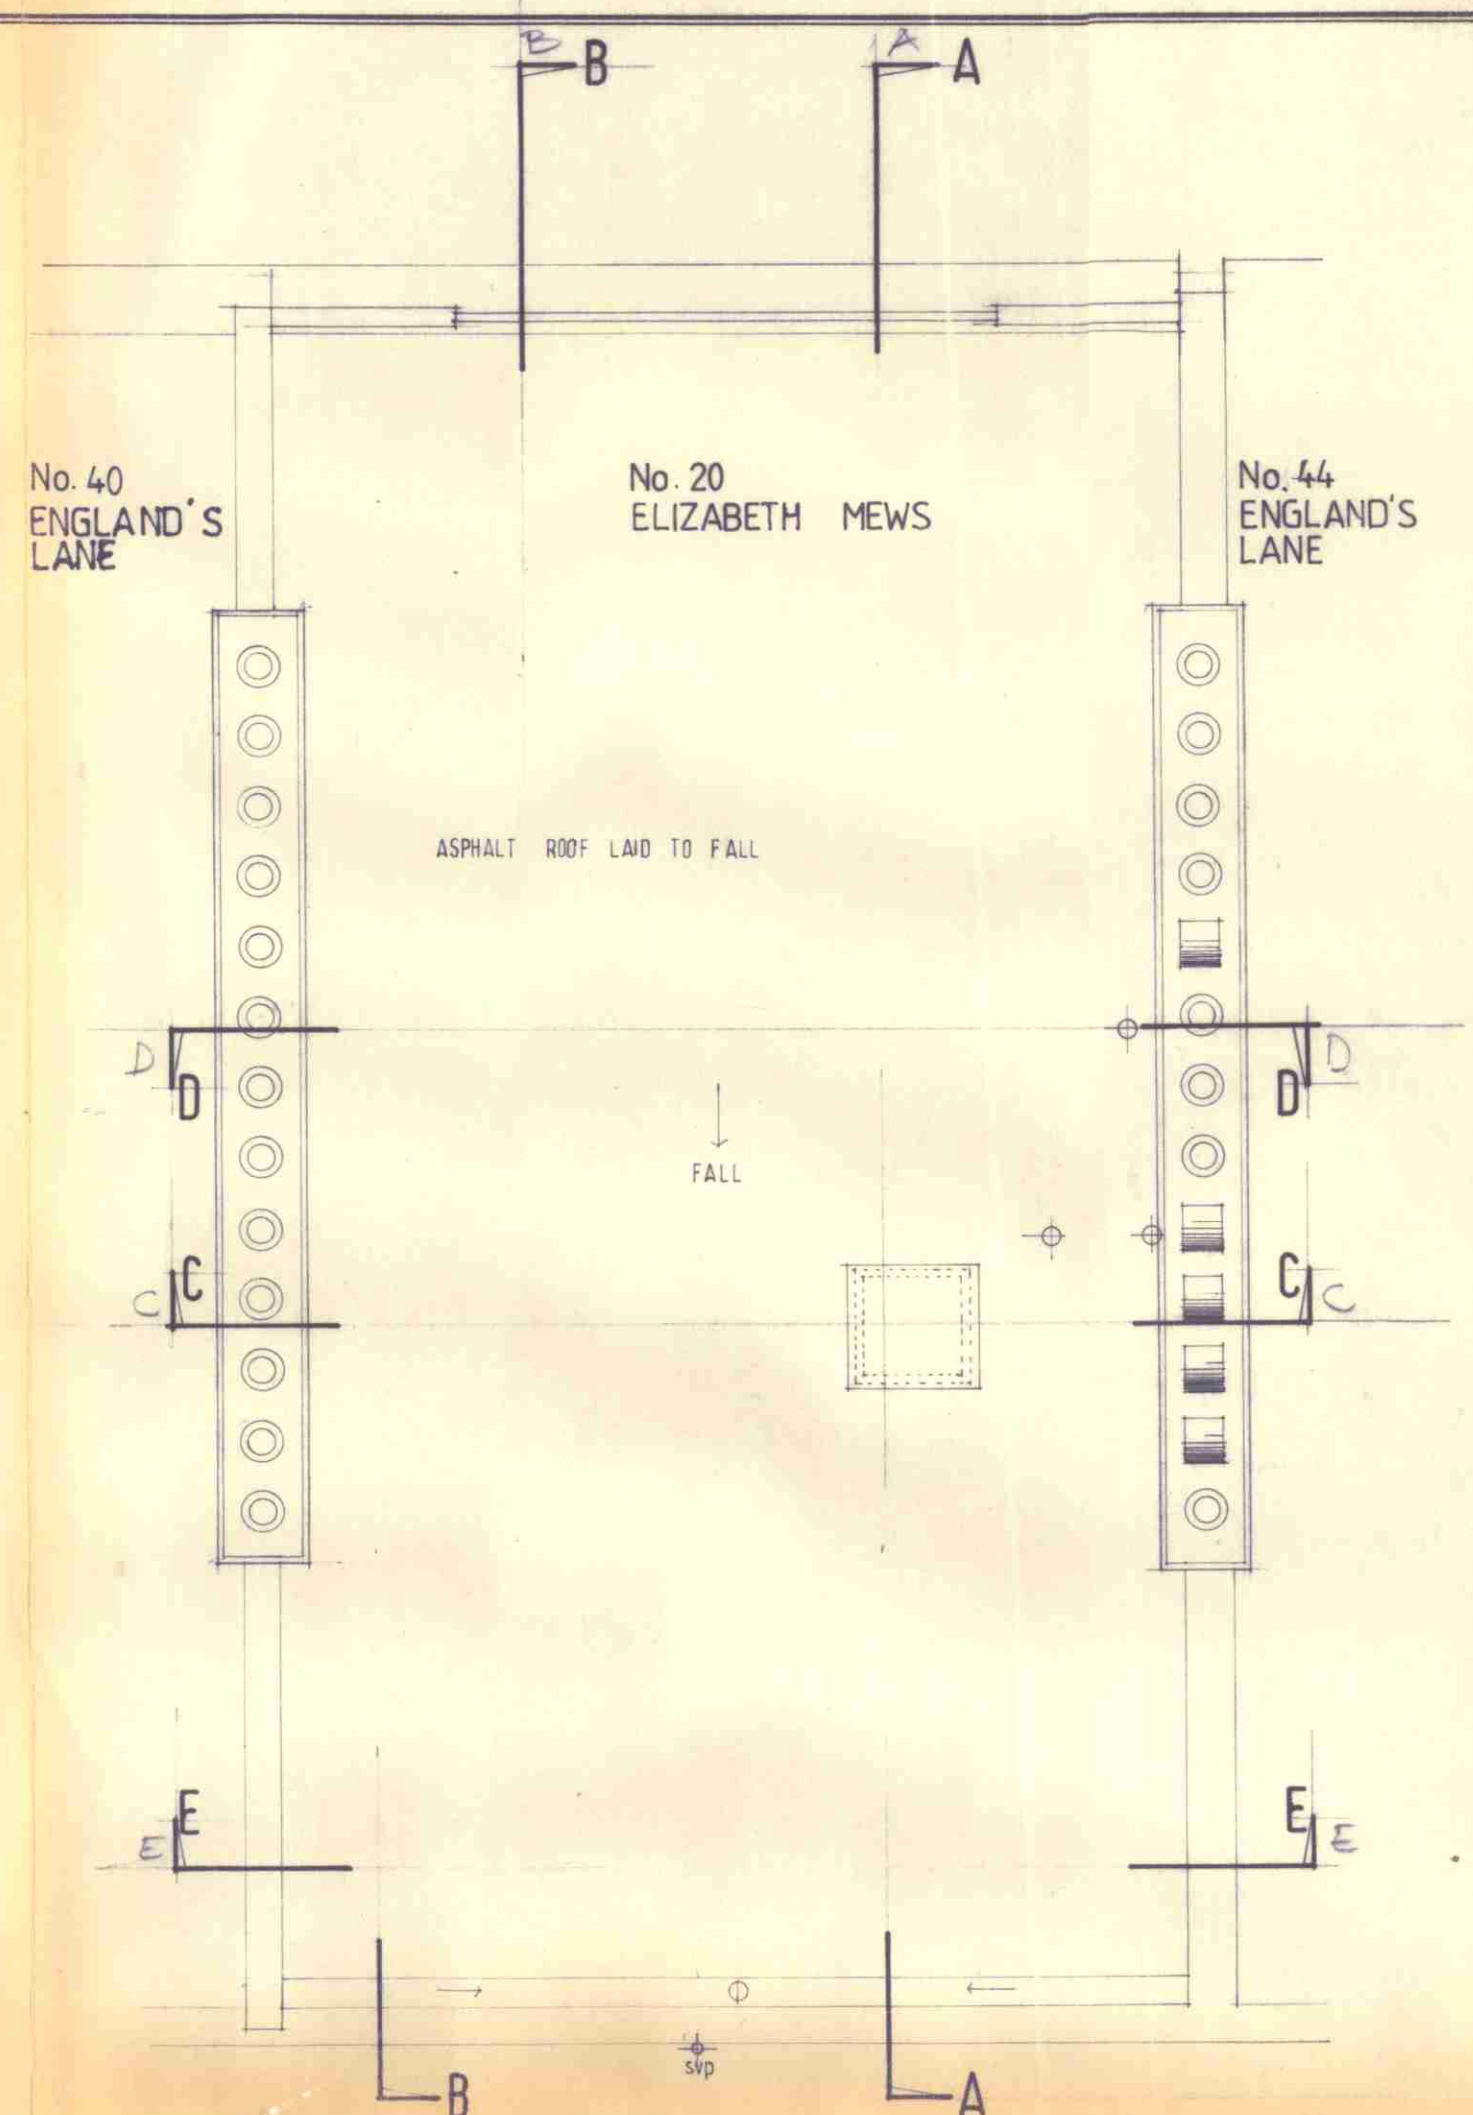 B
B
A
A
No. 40
ENGLAND'S
LANE
No. 20
ELIZABETH MEWS
No. 44
ENGLAND'S
LANE
ASPHALT ROOF LAID TO FALL
D
D
D
D
FALL
C
C
C
C
E
E
E
E
svp
B
A